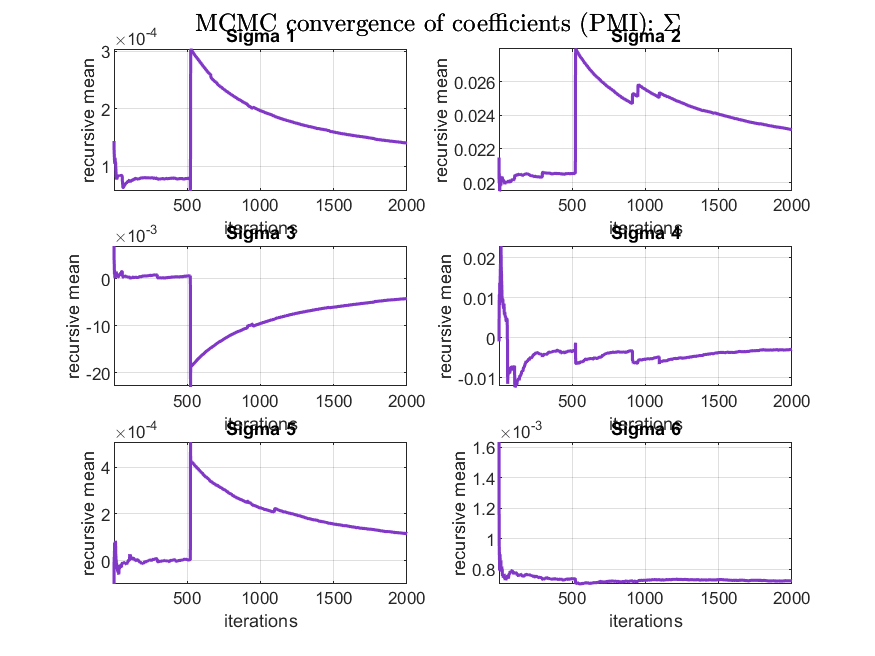 MCMC convergence of coefficients (PMI): Σ
Sigma 1
×10⁻⁴
recursive mean
3
2
1
500 1000 1500 2000
iterations
Sigma 2
recursive mean
0.026
0.024
0.022
0.02
500 1000 1500 2000
iterations
Sigma 3
×10⁻³
recursive mean
0
-10
-20
500 1000 1500 2000
iterations
Sigma 4
recursive mean
0.02
0.01
0
-0.01
500 1000 1500 2000
iterations
Sigma 5
×10⁻⁴
recursive mean
4
2
0
500 1000 1500 2000
iterations
Sigma 6
×10⁻³
recursive mean
1.6
1.4
1.2
1
0.8
500 1000 1500 2000
iterations